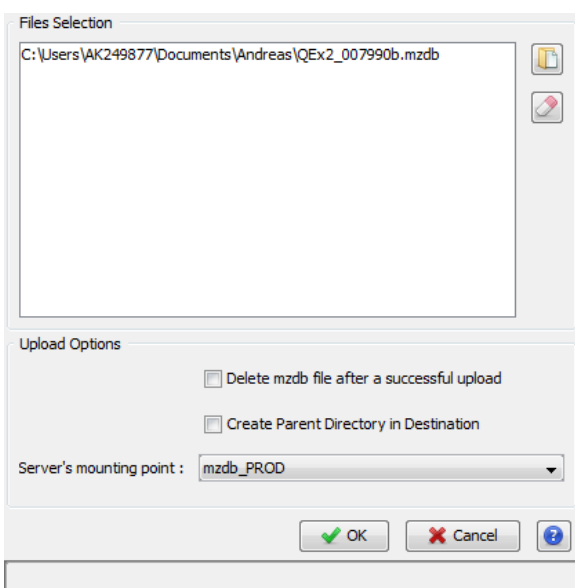 Files Selection
C:\Users\AK249877\Documents\Andreas\QEx2_007990b.mzdb
Upload Options
Delete mzdb file after a successful upload
Create Parent Directory in Destination
Server's mounting point : mzdb_PROD
OK Cancel ?